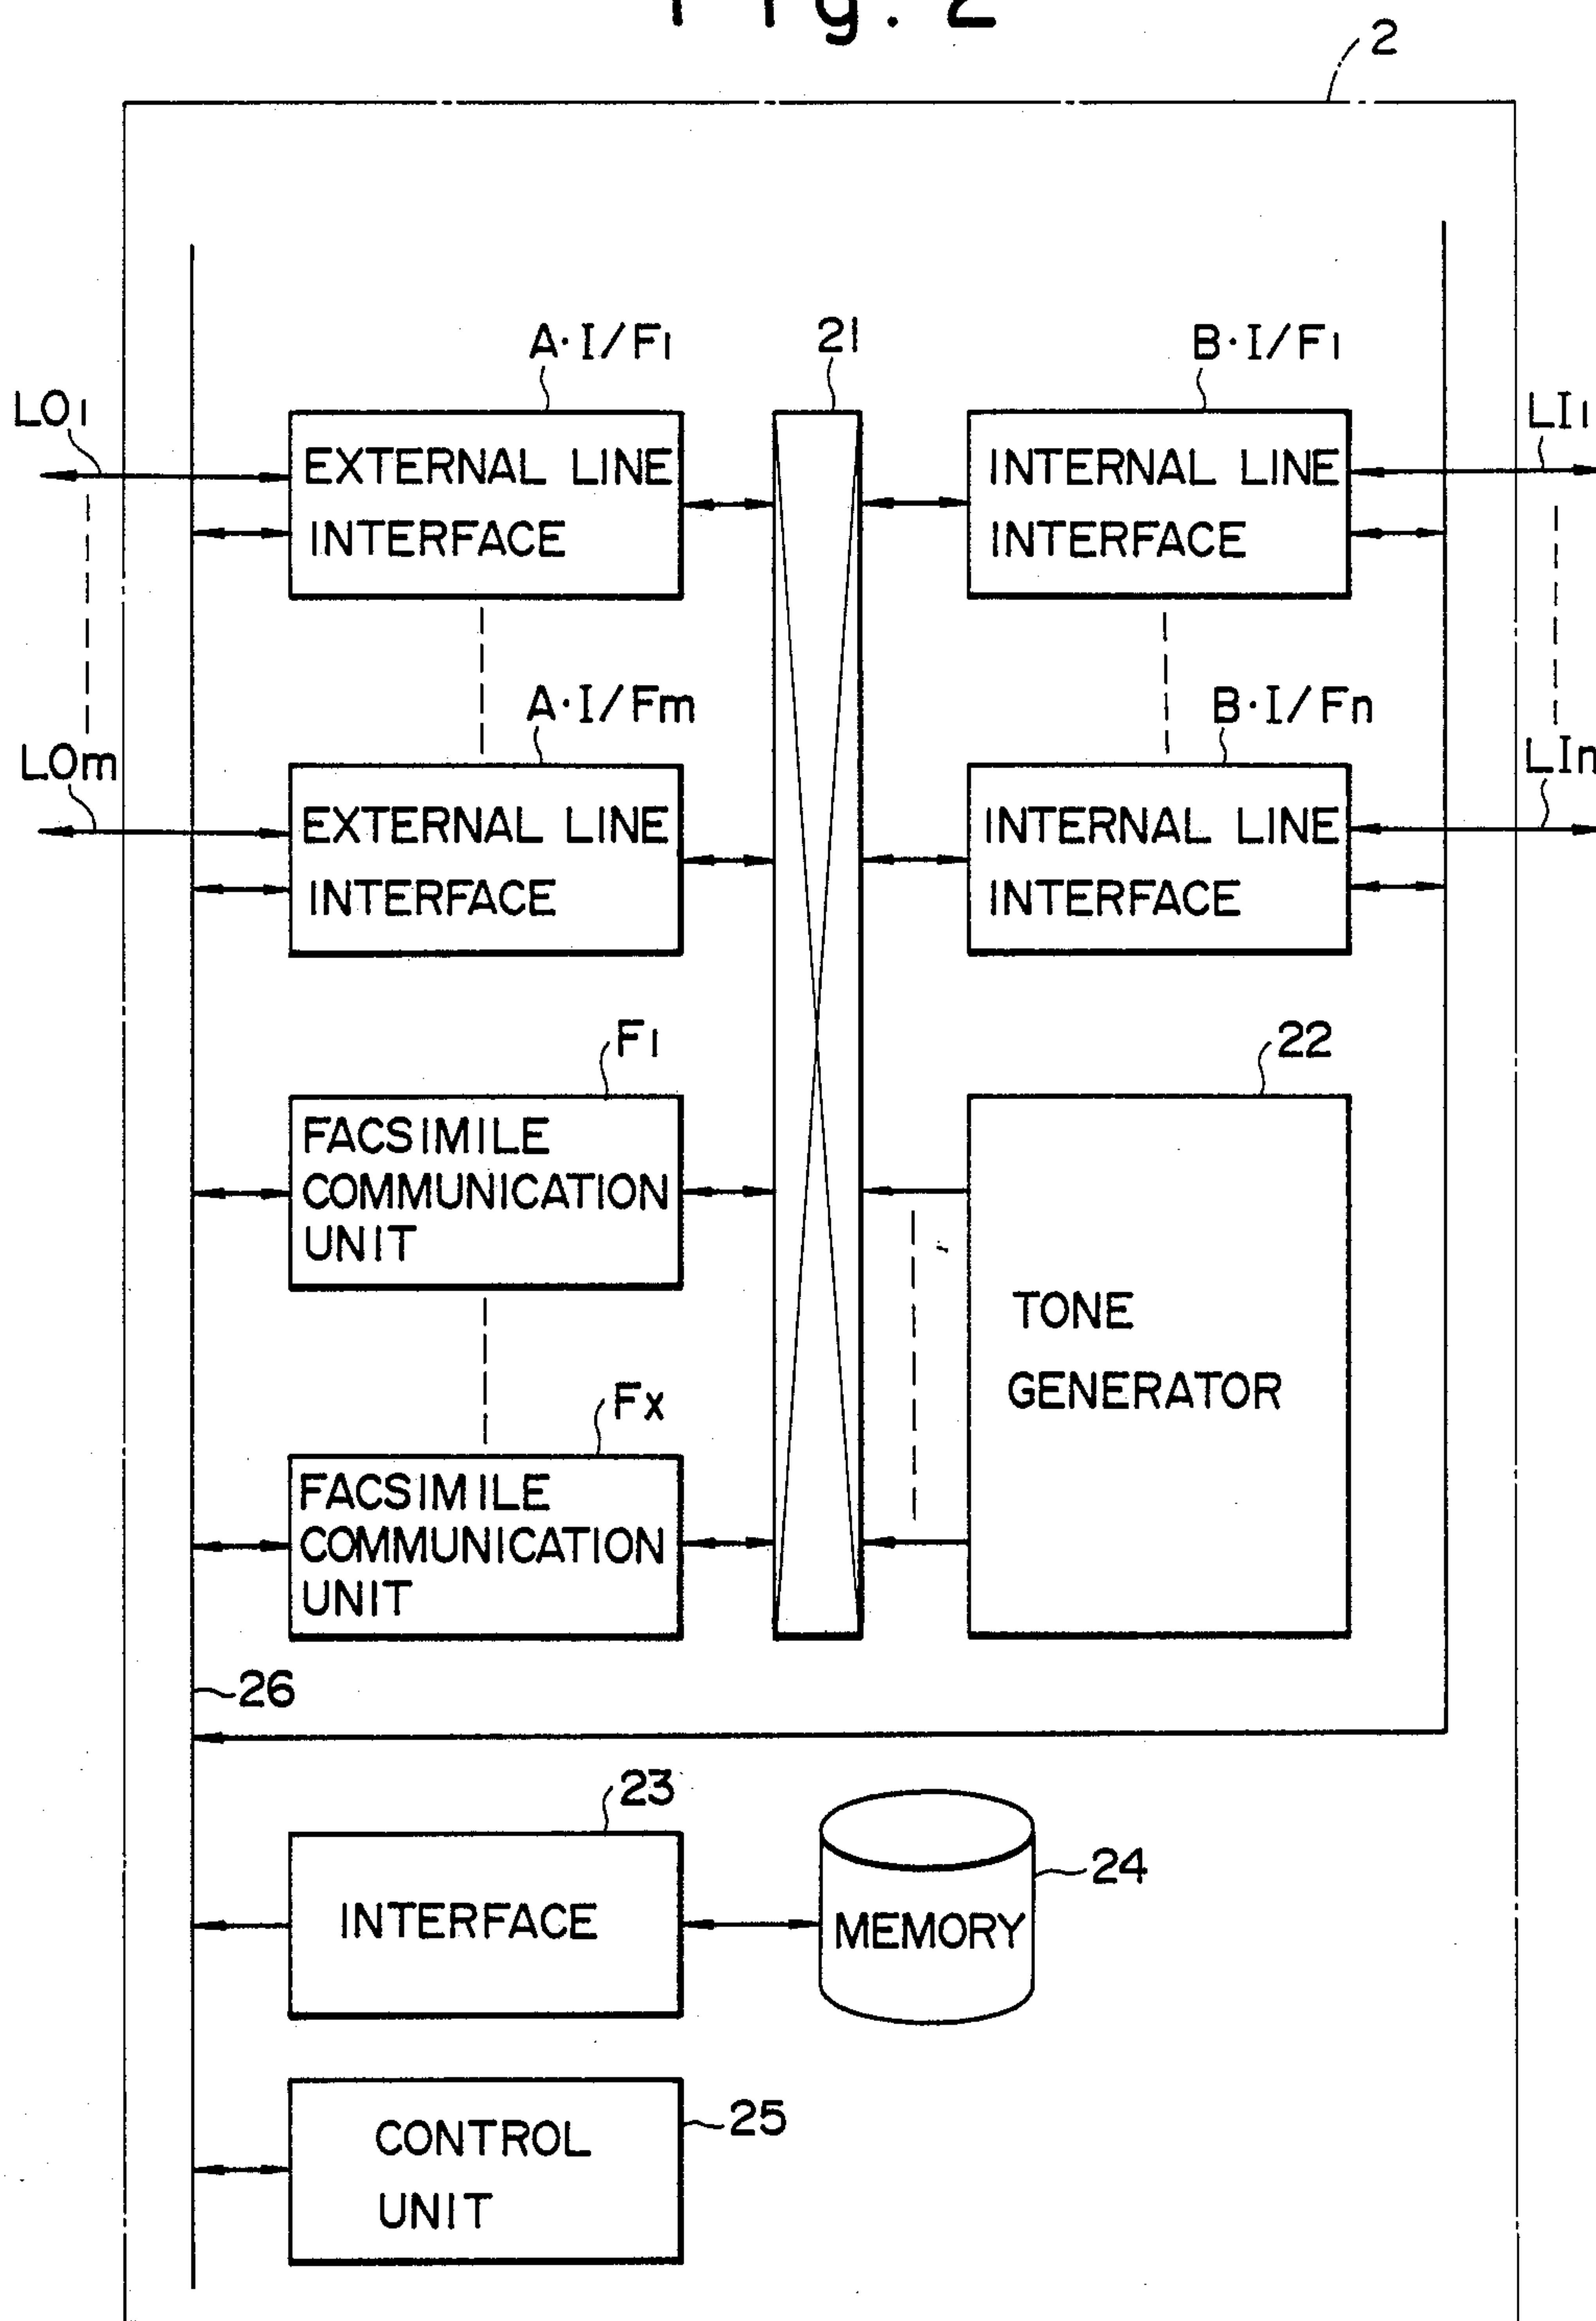 Fig. 2
2
A·I/F1
21
B·I/F1
LO1
LI1
EXTERNAL LINE
INTERFACE
INTERNAL LINE
INTERFACE
A·I/Fm
B·I/Fn
LOm
LIn
EXTERNAL LINE
INTERFACE
INTERNAL LINE
INTERFACE
F1
22
FACSIMILE
COMMUNICATION
UNIT
TONE
GENERATOR
Fx
FACSIMILE
COMMUNICATION
UNIT
26
23
24
INTERFACE
MEMORY
25
CONTROL
UNIT